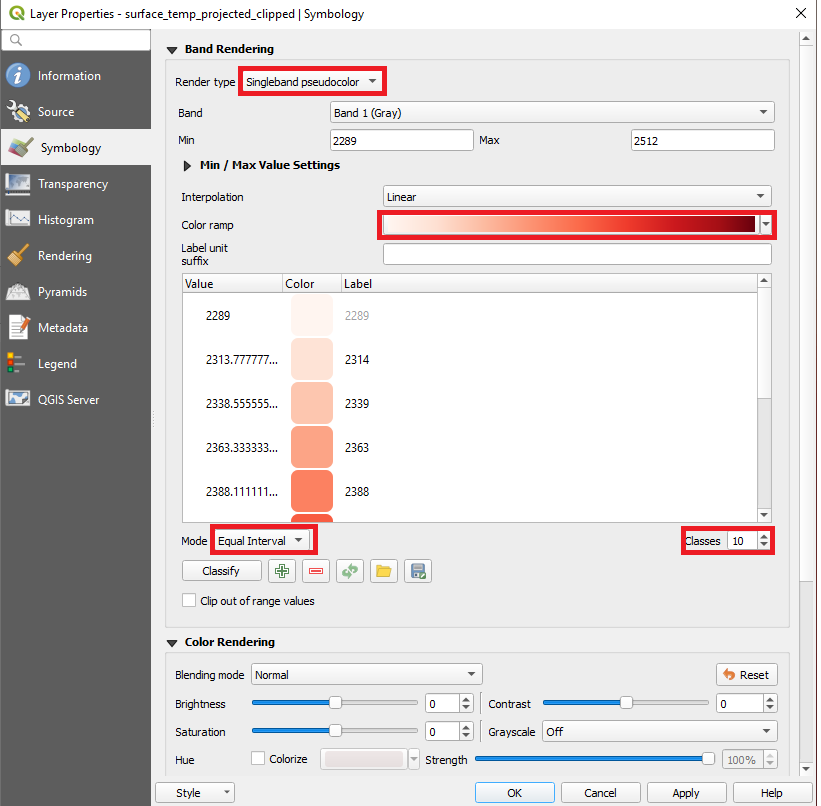 Layer Properties - surface_temp_projected_clipped | Symbology
Information
Source
Symbology
Transparency
Histogram
Rendering
Pyramids
Metadata
Legend
QGIS Server
Band Rendering
Render type Singleband pseudocolor
Band Band 1 (Gray)
Min 2289 Max 2512
Min / Max Value Settings
Interpolation Linear
Color ramp
Label unit
suffix
Value Color Label
2289 2289
2313.777777... 2314
2338.555555... 2339
2363.333333... 2363
2388.111111... 2388
Mode Equal Interval Classes 10
Classify
Clip out of range values
Color Rendering
Blending mode Normal Reset
Brightness 0 Contrast 0
Saturation 0 Grayscale Off
Hue Colorize Strength 100%
Style OK Cancel Apply Help